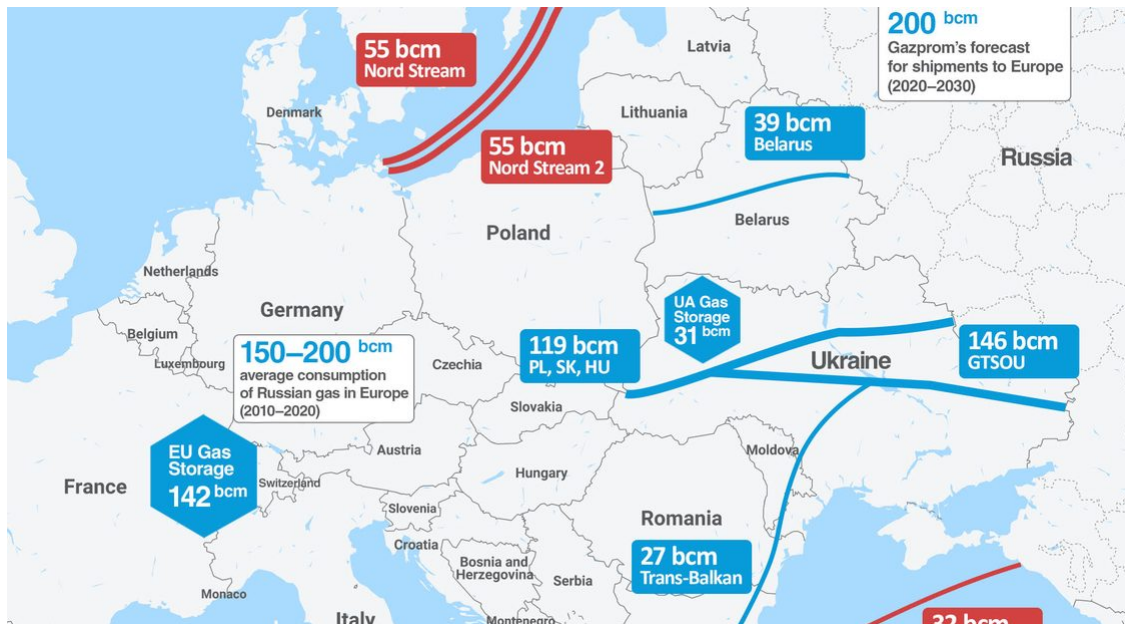 200 bcm
Gazprom's forecast
for shipments to Europe
(2020–2030)
55 bcm
Nord Stream
Latvia
Denmark
Lithuania
39 bcm
Belarus
55 bcm
Nord Stream 2
Russia
Belarus
Poland
Netherlands
Germany
UA Gas
Storage
31 bcm
Belgium
Luxembourg
150–200 bcm
average consumption
of Russian gas in Europe
(2010–2020)
Czechia
119 bcm
PL, SK, HU
Ukraine
146 bcm
GTSOU
Slovakia
EU Gas
Storage
142 bcm
Austria
Moldova
France
Switzerland
Hungary
Slovenia
Romania
Croatia
27 bcm
Trans-Balkan
Bosnia and
Herzegovina
Serbia
Monaco
Italy
Montenegro
32 bcm